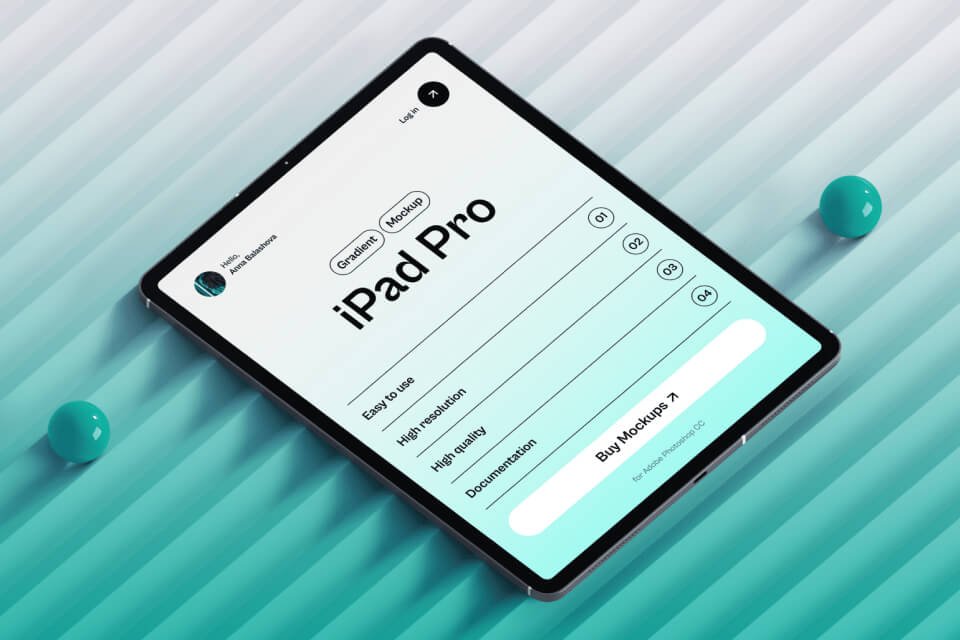 Hello,
Anna Balashova
Log in
Gradient Mockup
iPad Pro
Easy to use 01
High resolution 02
High quality 03
Documentation 04
Buy Mockups
for Adobe Photoshop CC